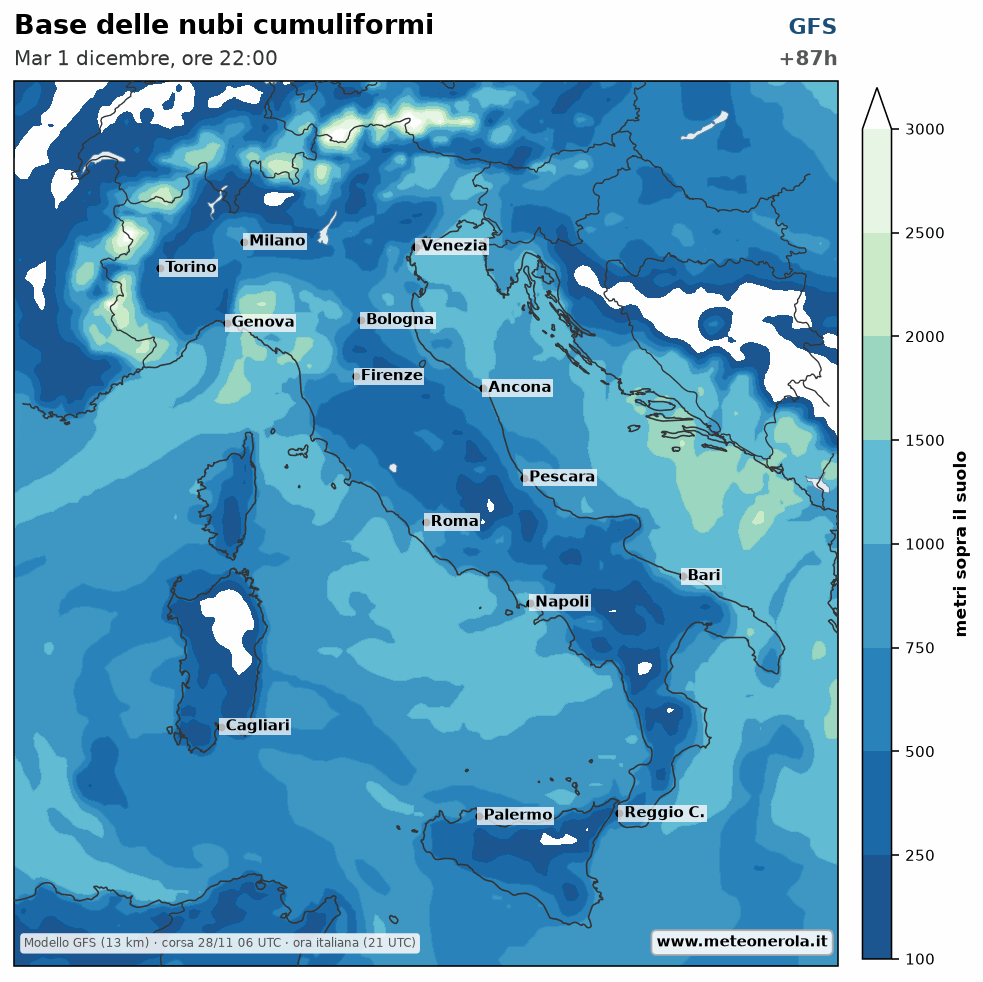 Base delle nubi cumuliformi
GFS
Mar 1 dicembre, ore 22:00
+87h
Milano
Venezia
Torino
Genova
Bologna
Firenze
Ancona
Pescara
Roma
Bari
Napoli
Cagliari
Palermo
Reggio C.
3000
2500
2000
1500
1000
750
500
250
100
metri sopra il suolo
Modello GFS (13 km) · corsa 28/11 06 UTC · ora italiana (21 UTC)
www.meteonerola.it